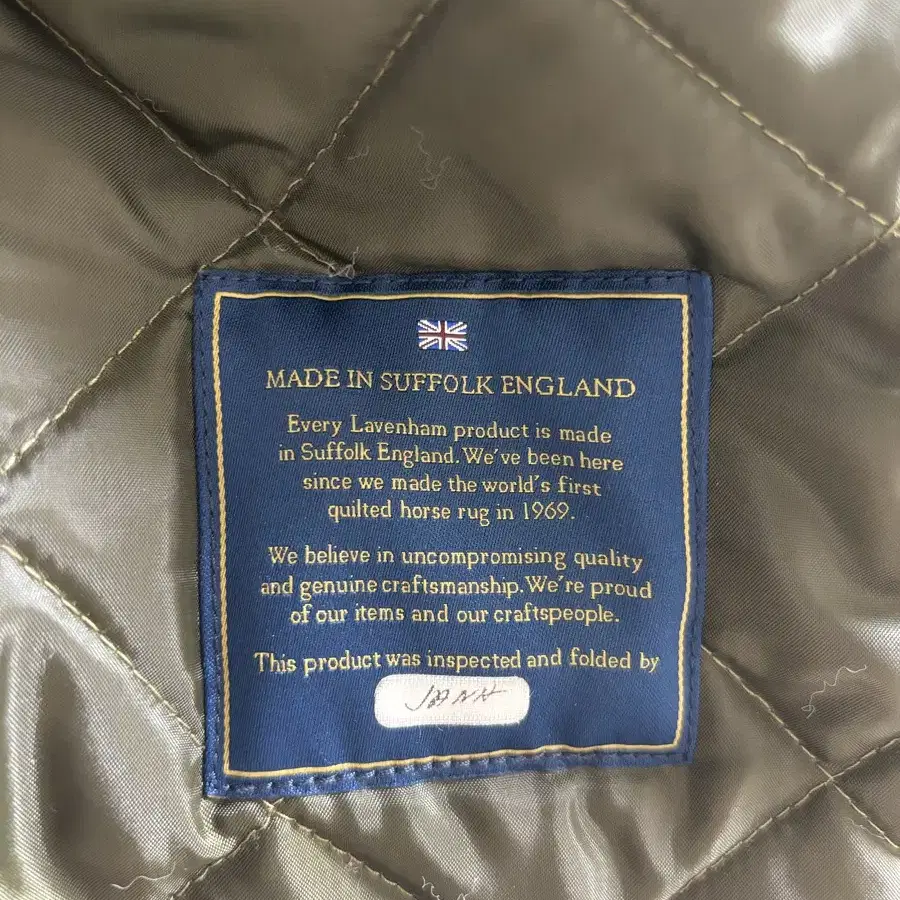 MADE IN SUFFOLK ENGLAND
Every Lavenham product is made
in Suffolk England. We've been here
since we made the world's first
quilted horse rug in 1969.
We believe in uncompromising quality
and genuine craftsmanship. We're proud
of our items and our craftspeople.
This product was inspected and folded by